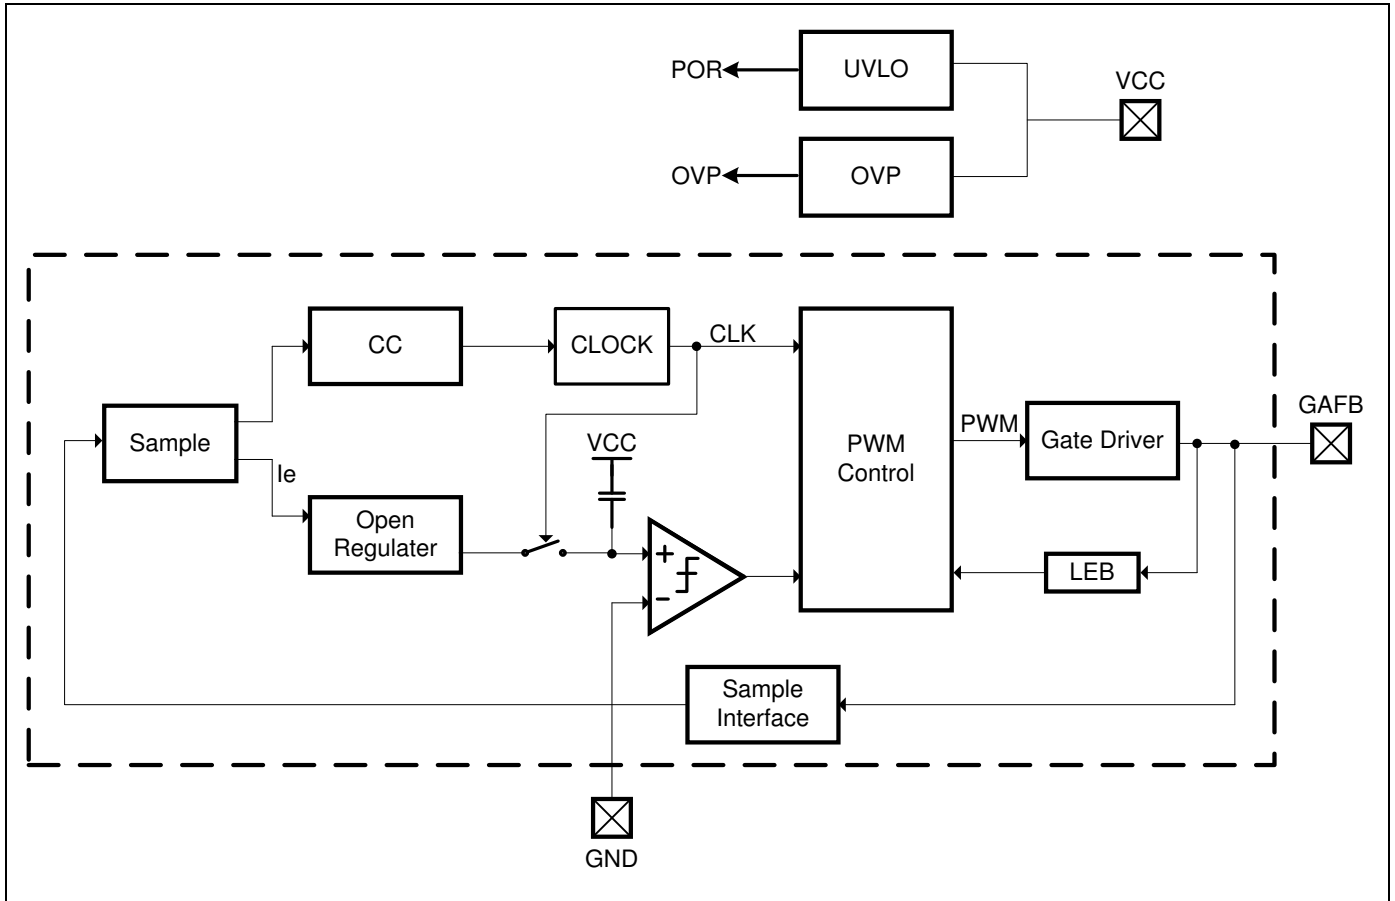 POR
UVLO
VCC
OVP
OVP
CC
CLOCK
CLK
GAFB
Sample
VCC
PWM
Control
PWM
Gate Driver
Ie
Open
Regulater
+
−
LEB
Sample
Interface
GND